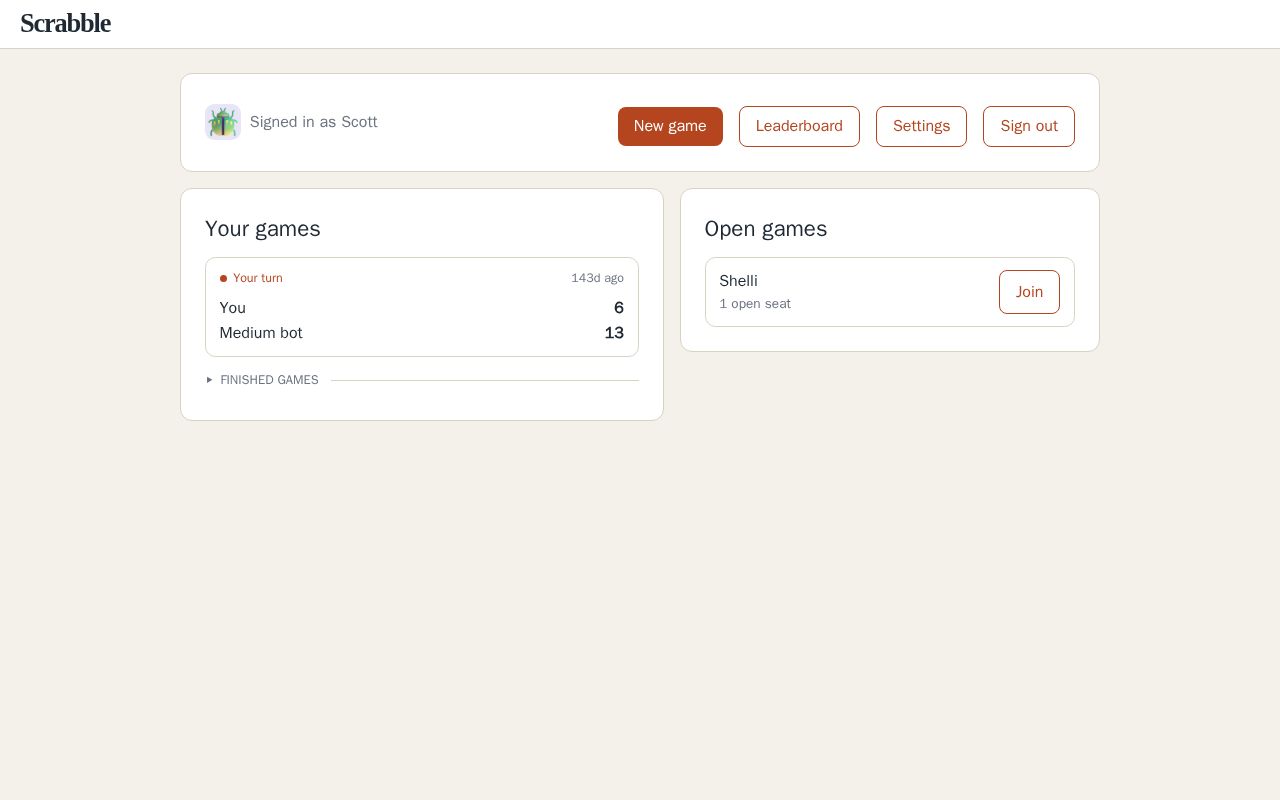 Scrabble
Signed in as Scott
New game
Leaderboard
Settings
Sign out
Your games
Your turn
143d ago
You
6
Medium bot
13
FINISHED GAMES
Open games
Shelli
1 open seat
Join